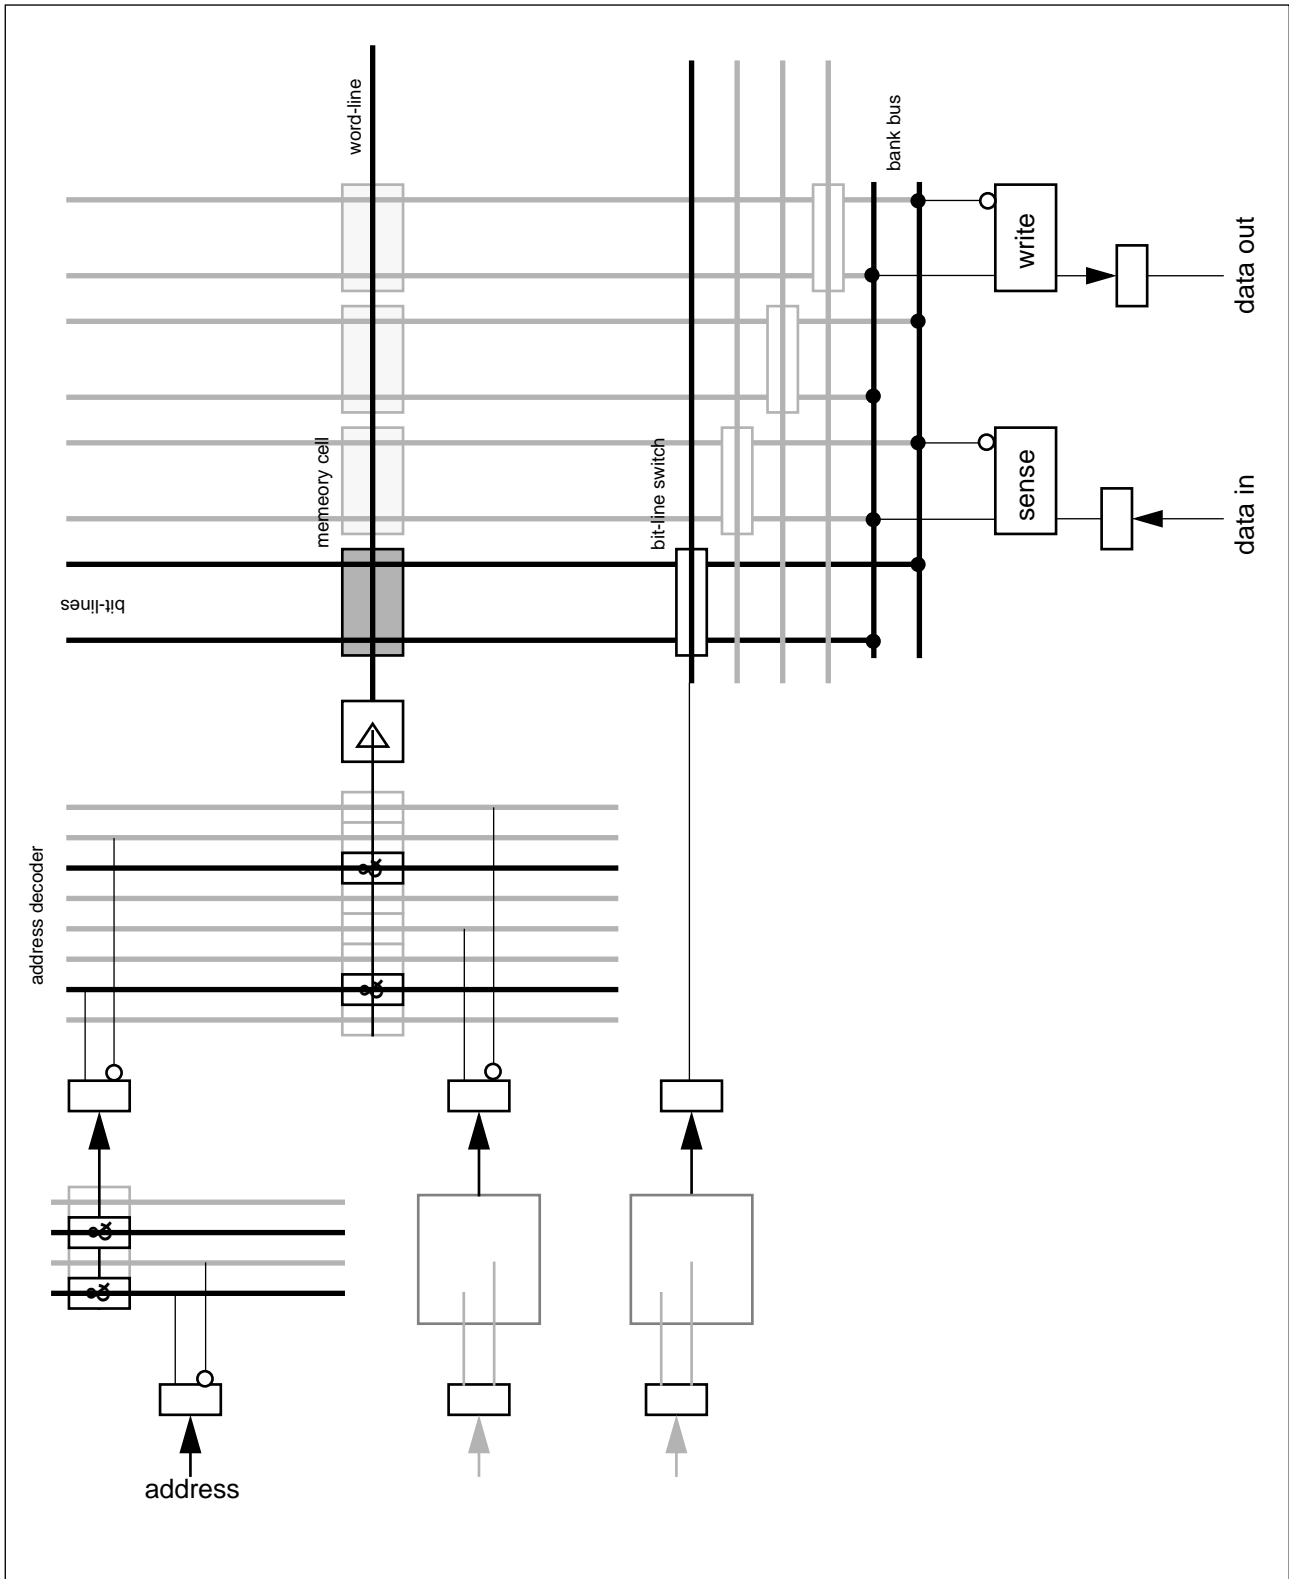 word-line
bank bus
write
data out
memeory cell
bit-line switch
sense
data in
bit-lines
address decoder
address